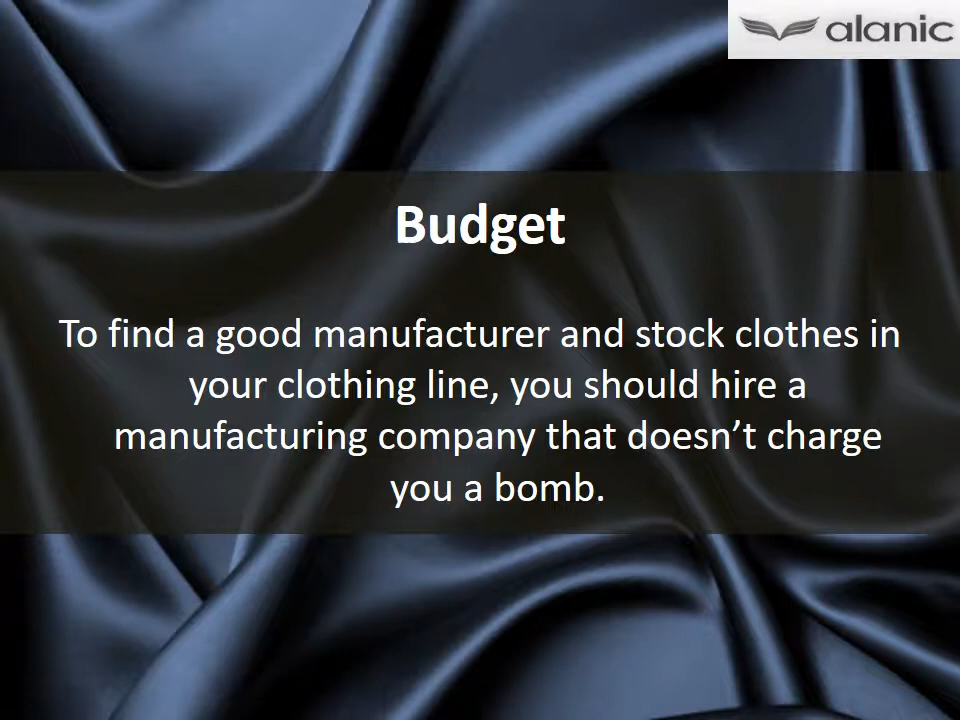 alanic
Budget
To find a good manufacturer and stock clothes in
your clothing line, you should hire a
manufacturing company that doesn’t charge
you a bomb.